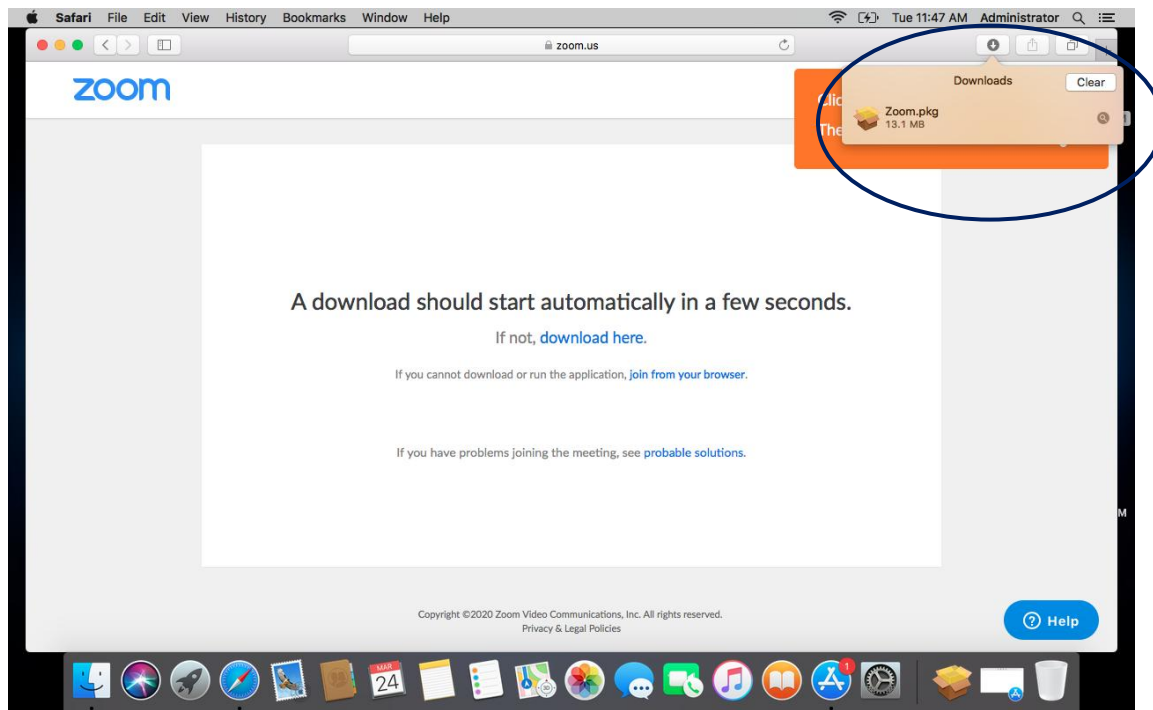 Safari File Edit View History Bookmarks Window Help Tue 11:47 AM Administrator
zoom.us
zoom
Downloads Clear
Zoom.pkg
13.1 MB
The
A download should start automatically in a few seconds.
If not, download here.
If you cannot download or run the application, join from your browser.
If you have problems joining the meeting, see probable solutions.
M
Copyright ©2020 Zoom Video Communications, Inc. All rights reserved.
Privacy & Legal Policies
Help
MAR
24
1